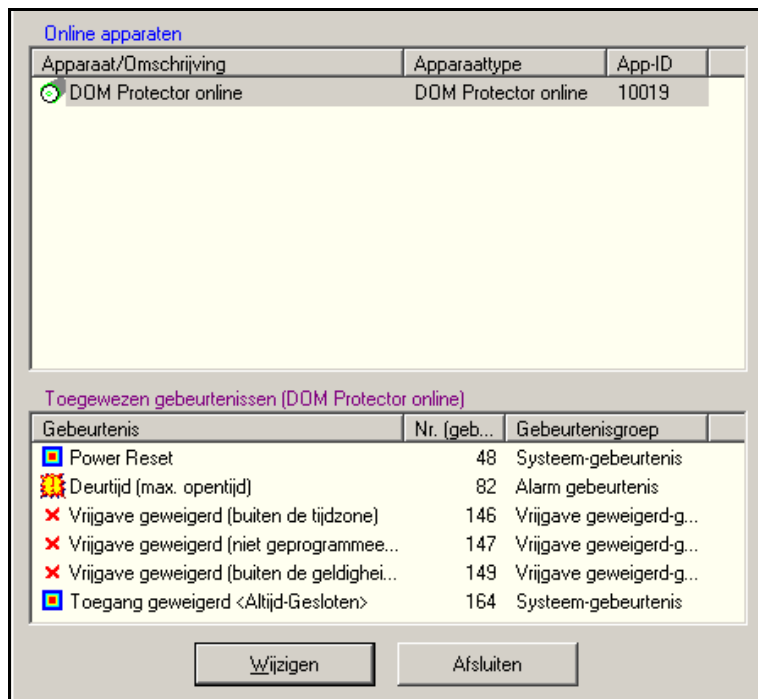 Online apparaten
Apparaat/Omschrijving Apparaattype App-ID
DOM Protector online DOM Protector online 10019
Toegewezen gebeurtenissen (DOM Protector online)
Gebeurtenis Nr. (geb... Gebeurtenisgroep
Power Reset 48 Systeem-gebeurtenis
Deurtijd (max. opentijd) 82 Alarm gebeurtenis
Vrijgave geweigerd (buiten de tijdzone) 146 Vrijgave geweigerd-g...
Vrijgave geweigerd (niet geprogrammee... 147 Vrijgave geweigerd-g...
Vrijgave geweigerd (buiten de geldighei... 149 Vrijgave geweigerd-g...
Toegang geweigerd <Altijd-Gesloten> 164 Systeem-gebeurtenis
Wijzigen Afsluiten